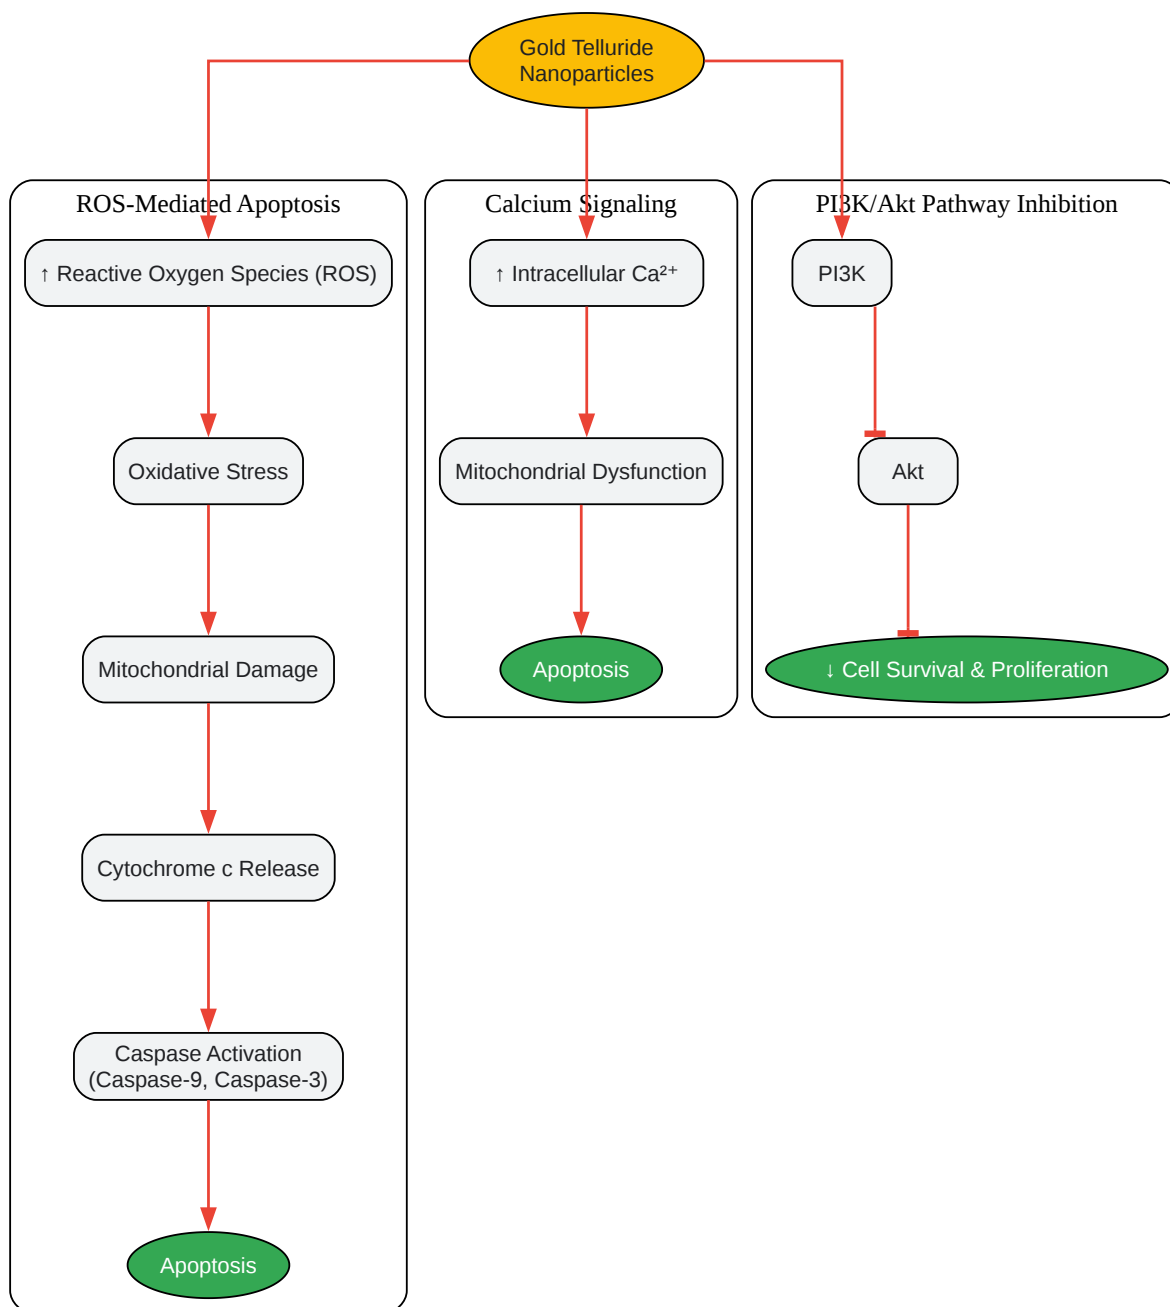 Gold Telluride
Nanoparticles
ROS-Mediated Apoptosis
↑ Reactive Oxygen Species (ROS)
Oxidative Stress
Mitochondrial Damage
Cytochrome c Release
Caspase Activation
(Caspase-9, Caspase-3)
Apoptosis
Calcium Signaling
↑ Intracellular Ca²⁺
Mitochondrial Dysfunction
Apoptosis
PI3K/Akt Pathway Inhibition
PI3K
Akt
↓ Cell Survival & Proliferation